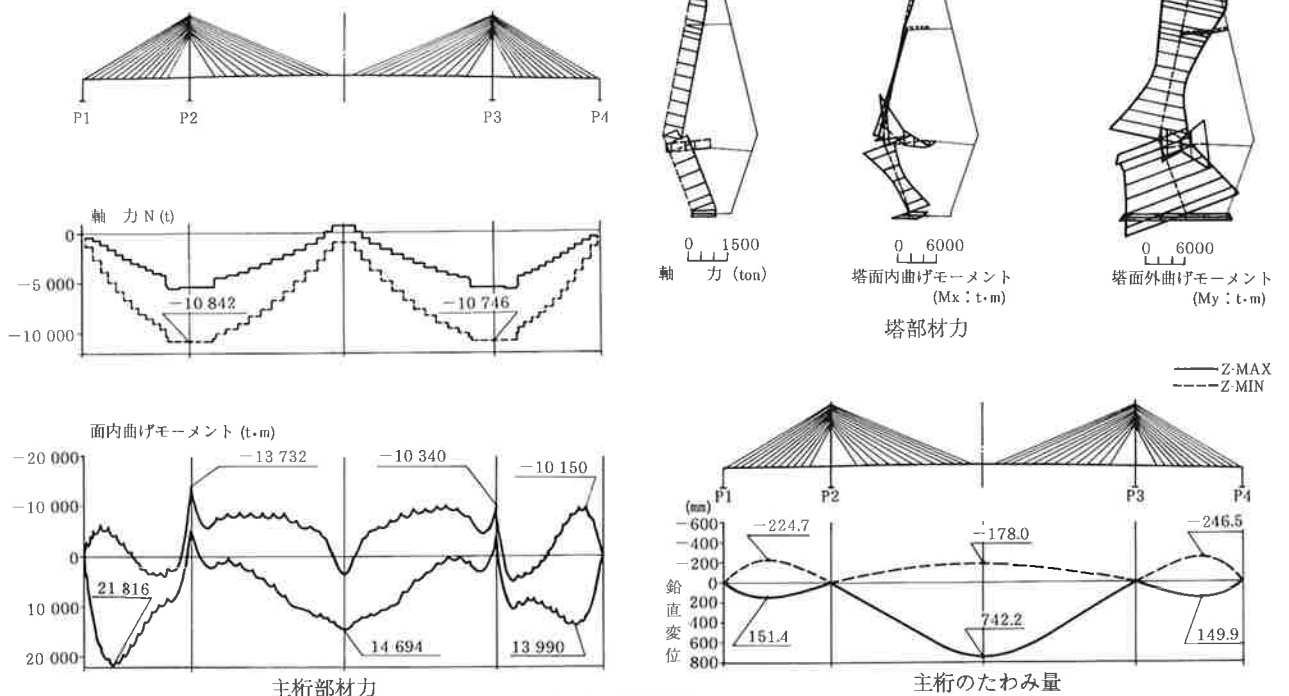 P1 P2 P3 P4
軸 力 N (t)
0
−5 000
−10 000
−10 842
−10 746
面内曲げモーメント (t·m)
−20 000
−10 000
0
10 000
20 000
−13 732
−10 340
−10 150
21 816
14 694
13 990
主桁部材力
0 1500
軸 力 (ton)
0 6000
塔面内曲げモーメント
(Mx：t·m)
0 6000
塔面外曲げモーメント
(My：t·m)
塔部材力
Z-MAX
Z-MIN
P1 P2 P3 P4
(mm)
−600
−400
−200
0
200
400
600
800
鉛直変位
−224.7
−178.0
−246.5
151.4
742.2
149.9
主桁のたわみ量